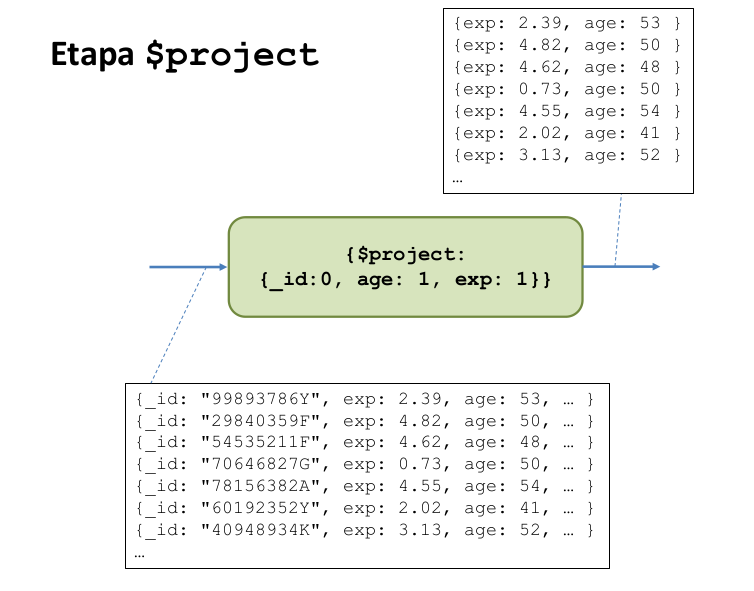 Etapa $project
{exp: 2.39, age: 53 }
{exp: 4.82, age: 50 }
{exp: 4.62, age: 48 }
{exp: 0.73, age: 50 }
{exp: 4.55, age: 54 }
{exp: 2.02, age: 41 }
{exp: 3.13, age: 52 }
…
{$project:
{_id:0, age: 1, exp: 1}}
{_id: "99893786Y", exp: 2.39, age: 53, … }
{_id: "29840359F", exp: 4.82, age: 50, … }
{_id: "54535211F", exp: 4.62, age: 48, … }
{_id: "70646827G", exp: 0.73, age: 50, … }
{_id: "78156382A", exp: 4.55, age: 54, … }
{_id: "60192352Y", exp: 2.02, age: 41, … }
{_id: "40948934K", exp: 3.13, age: 52, … }
…